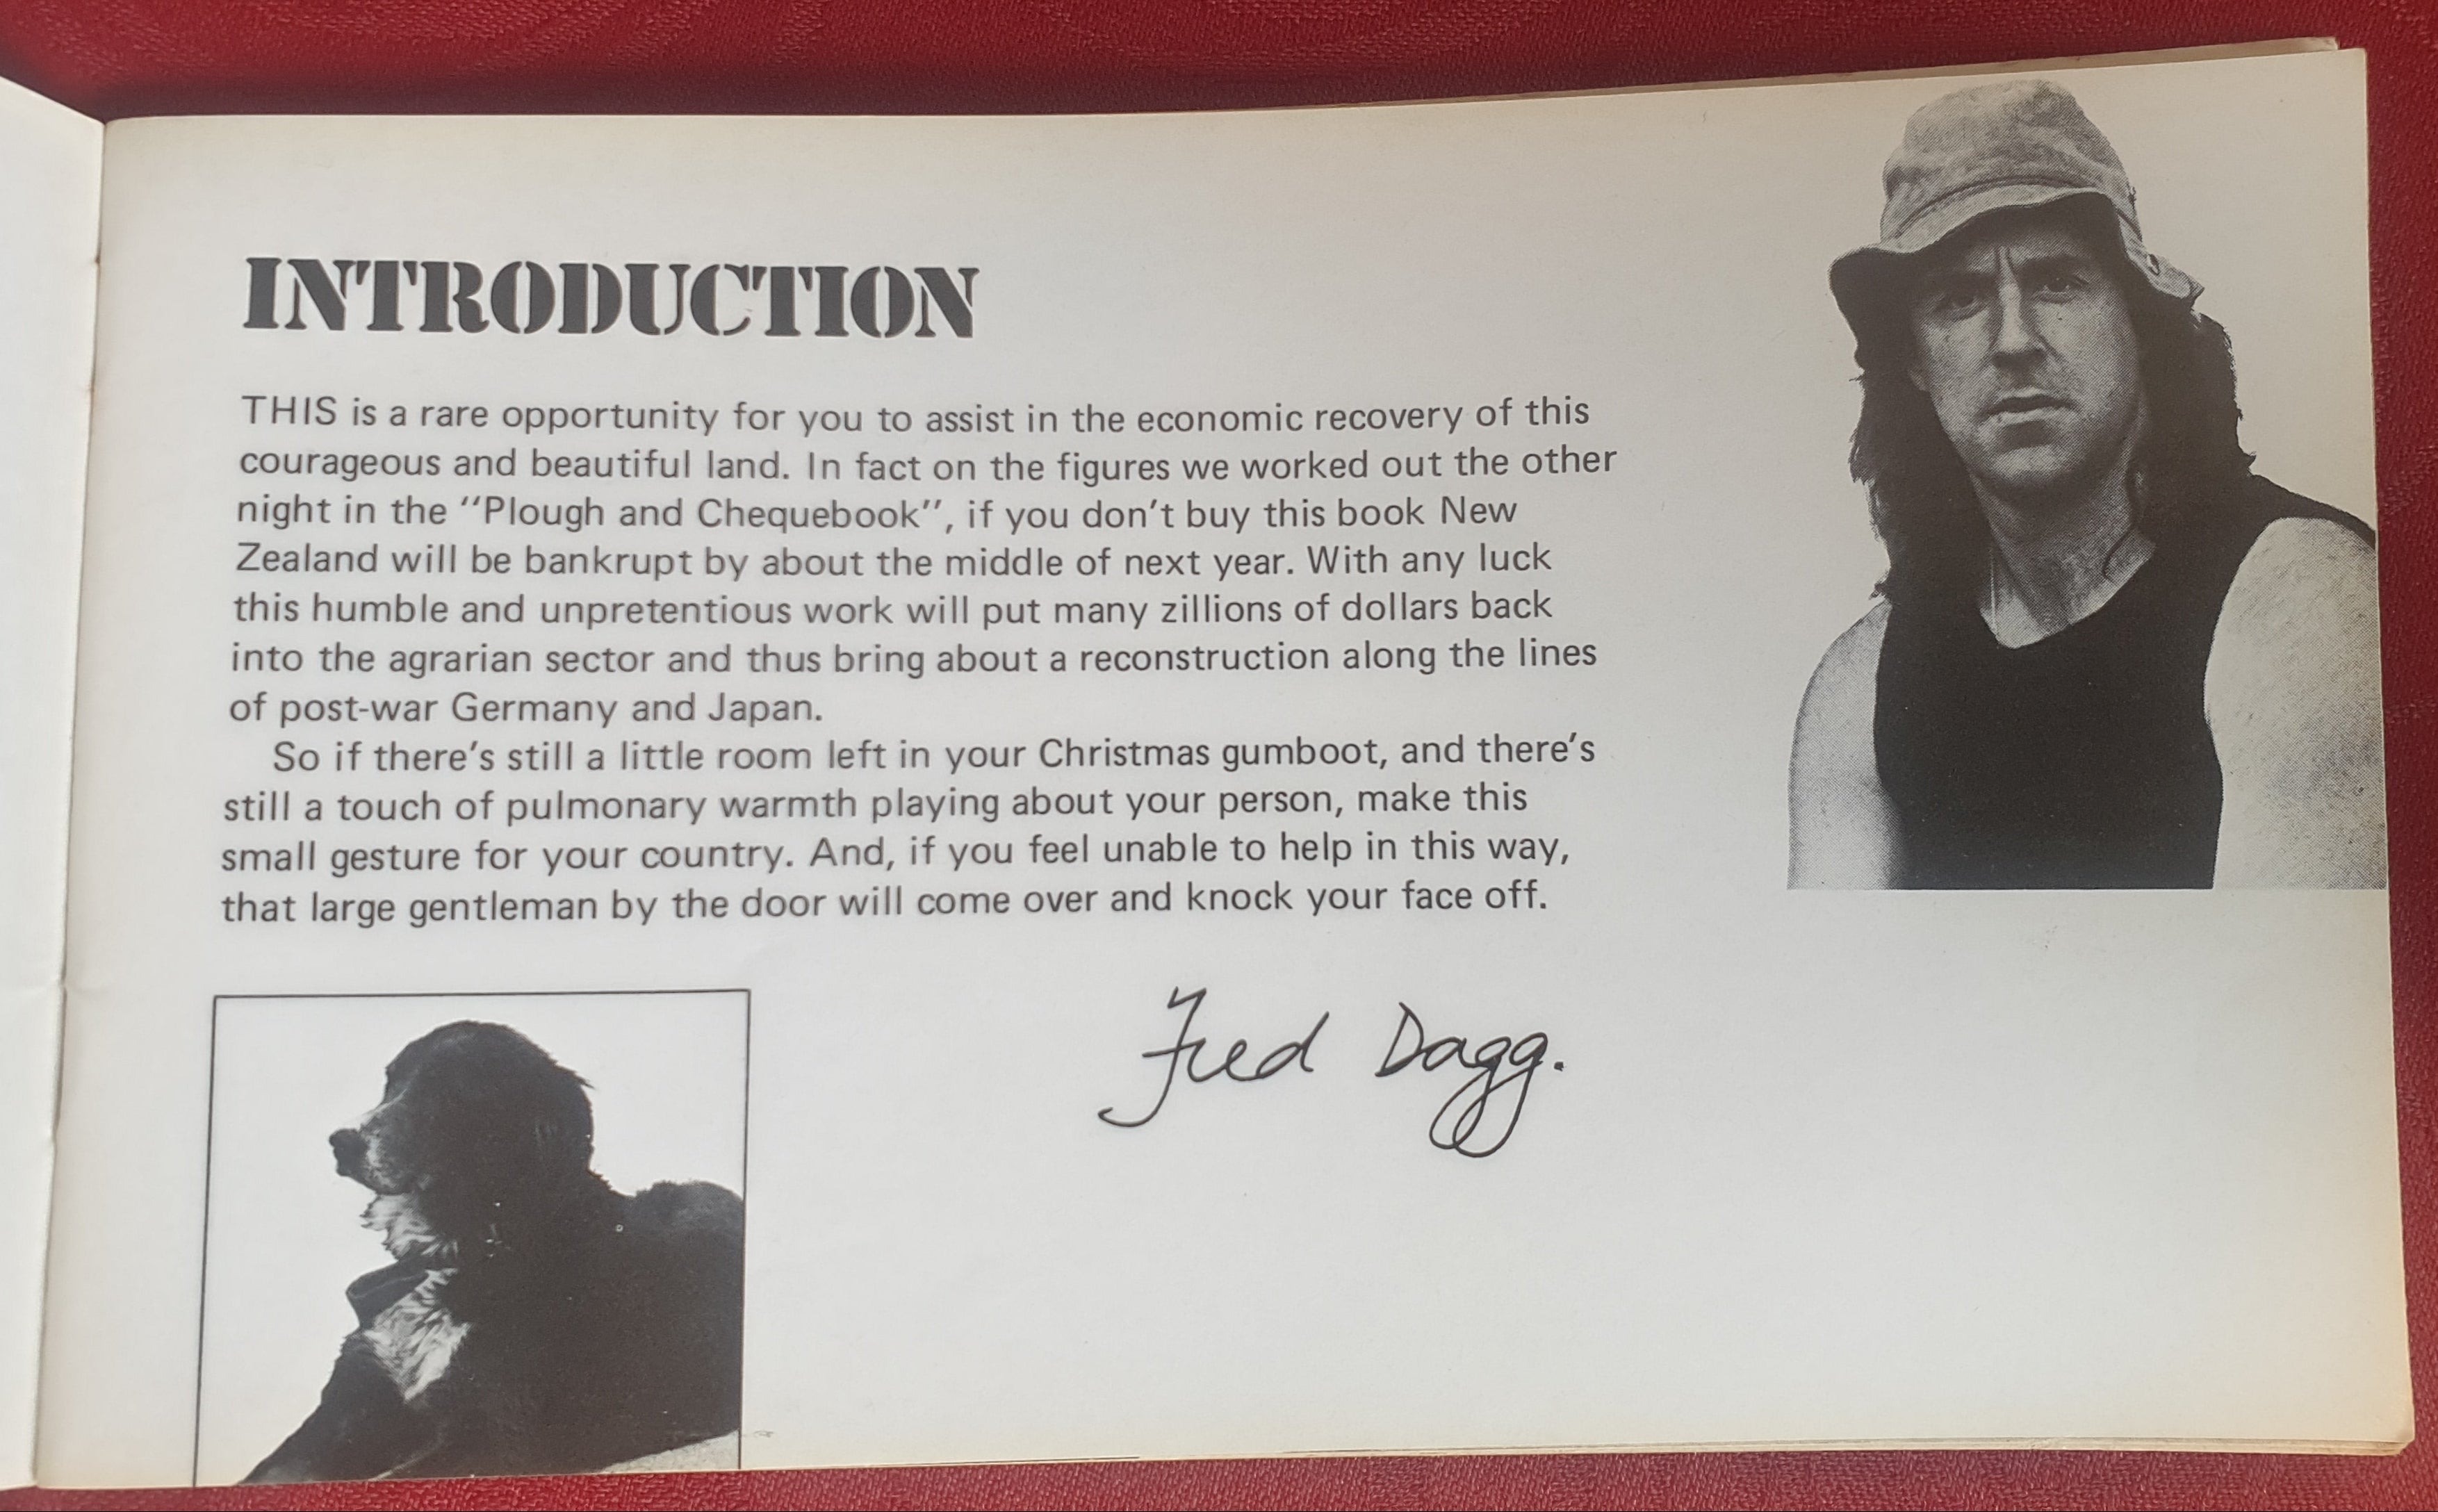 INTRODUCTION
THIS is a rare opportunity for you to assist in the economic recovery of this
courageous and beautiful land. In fact on the figures we worked out the other
night in the "Plough and Chequebook", if you don't buy this book New
Zealand will be bankrupt by about the middle of next year. With any luck
this humble and unpretentious work will put many zillions of dollars back
into the agrarian sector and thus bring about a reconstruction along the lines
of post-war Germany and Japan.
So if there's still a little room left in your Christmas gumboot, and there's
still a touch of pulmonary warmth playing about your person, make this
small gesture for your country. And, if you feel unable to help in this way,
that large gentleman by the door will come over and knock your face off.
Fred Dagg.